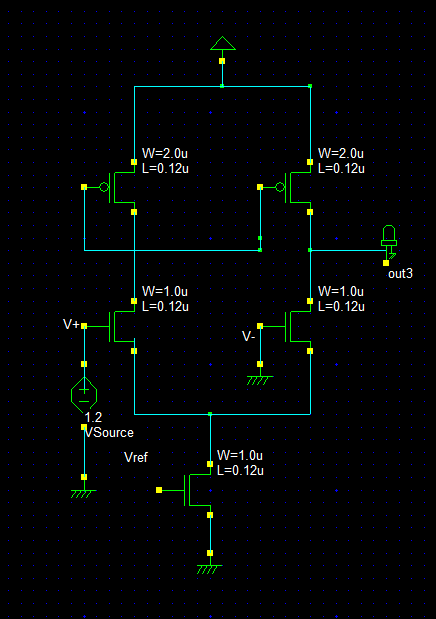 W=2.0u
L=0.12u
W=2.0u
L=0.12u
out3
W=1.0u
L=0.12u
W=1.0u
L=0.12u
V+
V-
1.2
VSource
Vref
W=1.0u
L=0.12u